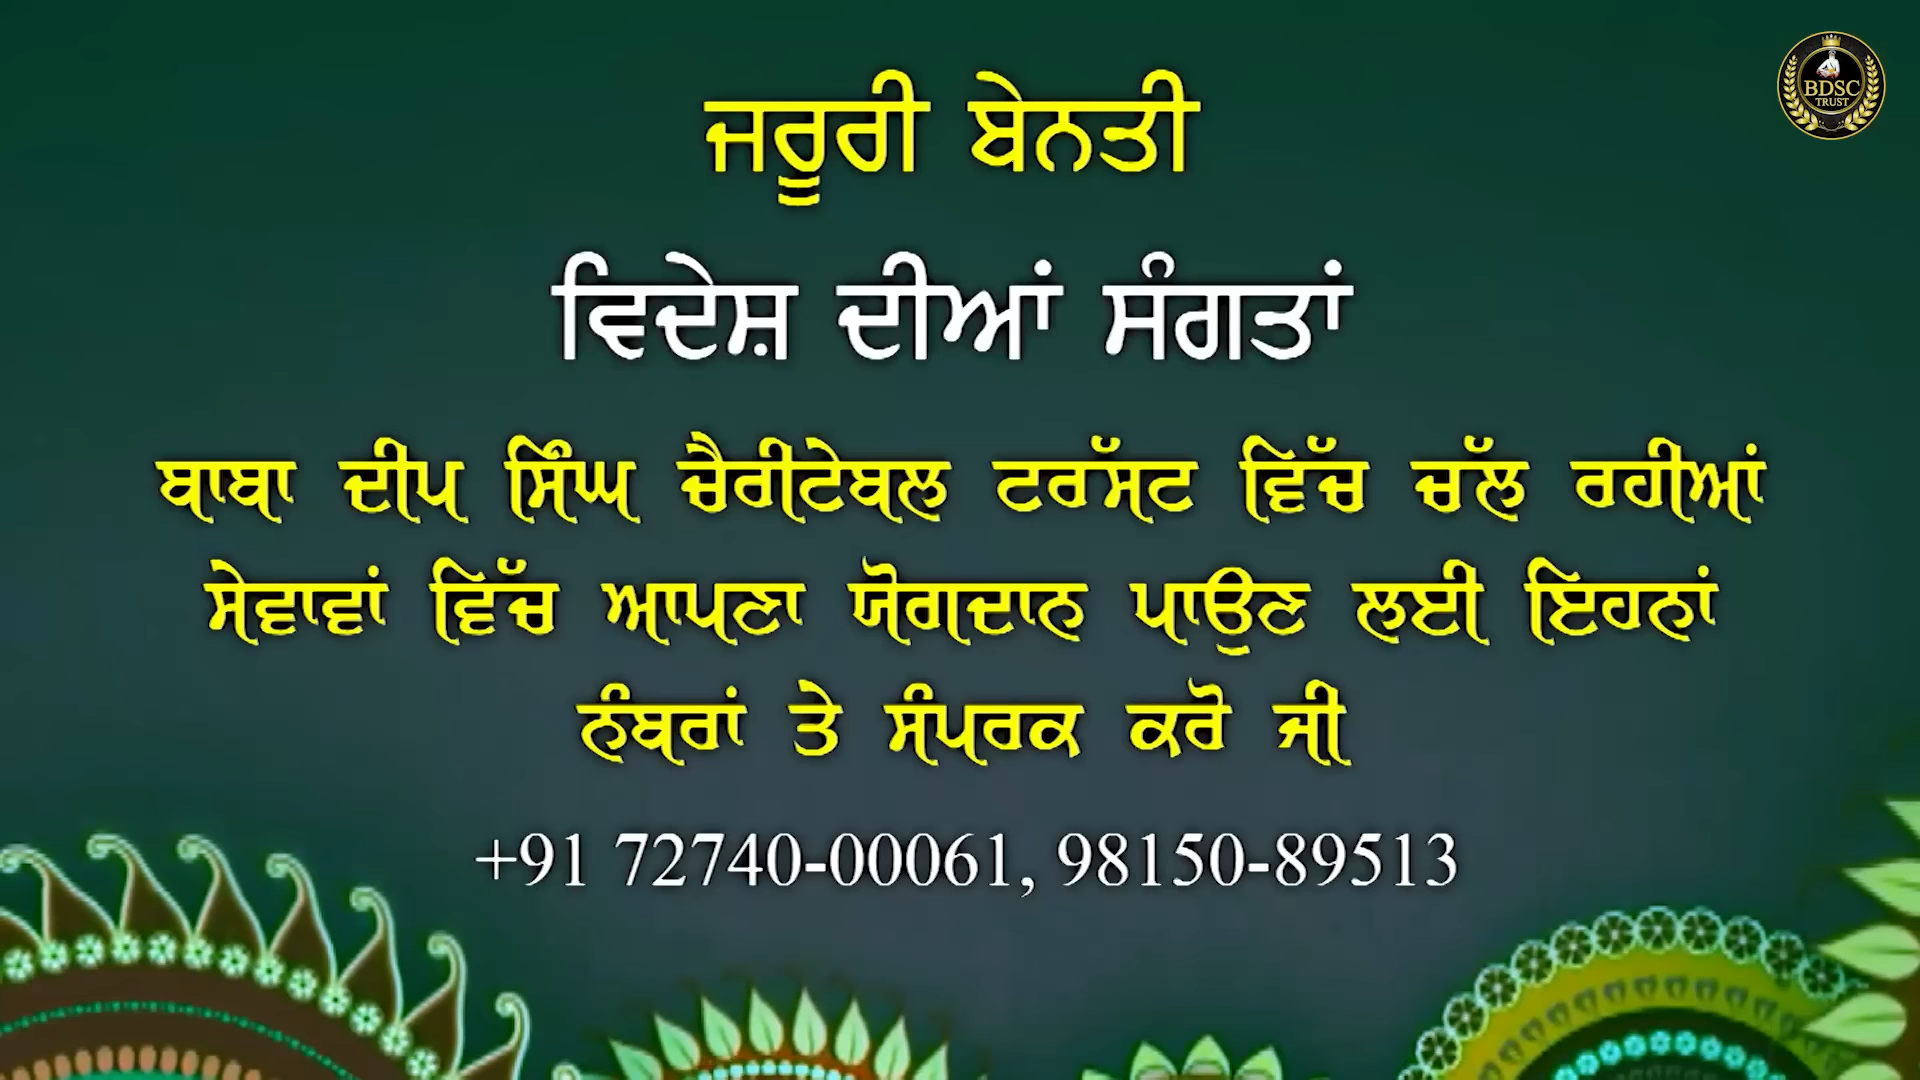 BDSC
TRUST
ਜਰੂਰੀ ਬੇਨਤੀ
ਵਿਦੇਸ਼ ਦੀਆਂ ਸੰਗਤਾਂ
ਬਾਬਾ ਦੀਪ ਸਿੰਘ ਚੈਰੀਟੇਬਲ ਟਰੱਸਟ ਵਿੱਚ ਚੱਲ ਰਹੀਆਂ
ਸੇਵਾਵਾਂ ਵਿੱਚ ਆਪਣਾ ਯੋਗਦਾਨ ਪਾਉਣ ਲਈ ਇਹਨਾਂ
ਨੰਬਰਾਂ ਤੇ ਸੰਪਰਕ ਕਰੋ ਜੀ
+91 72740-00061, 98150-89513